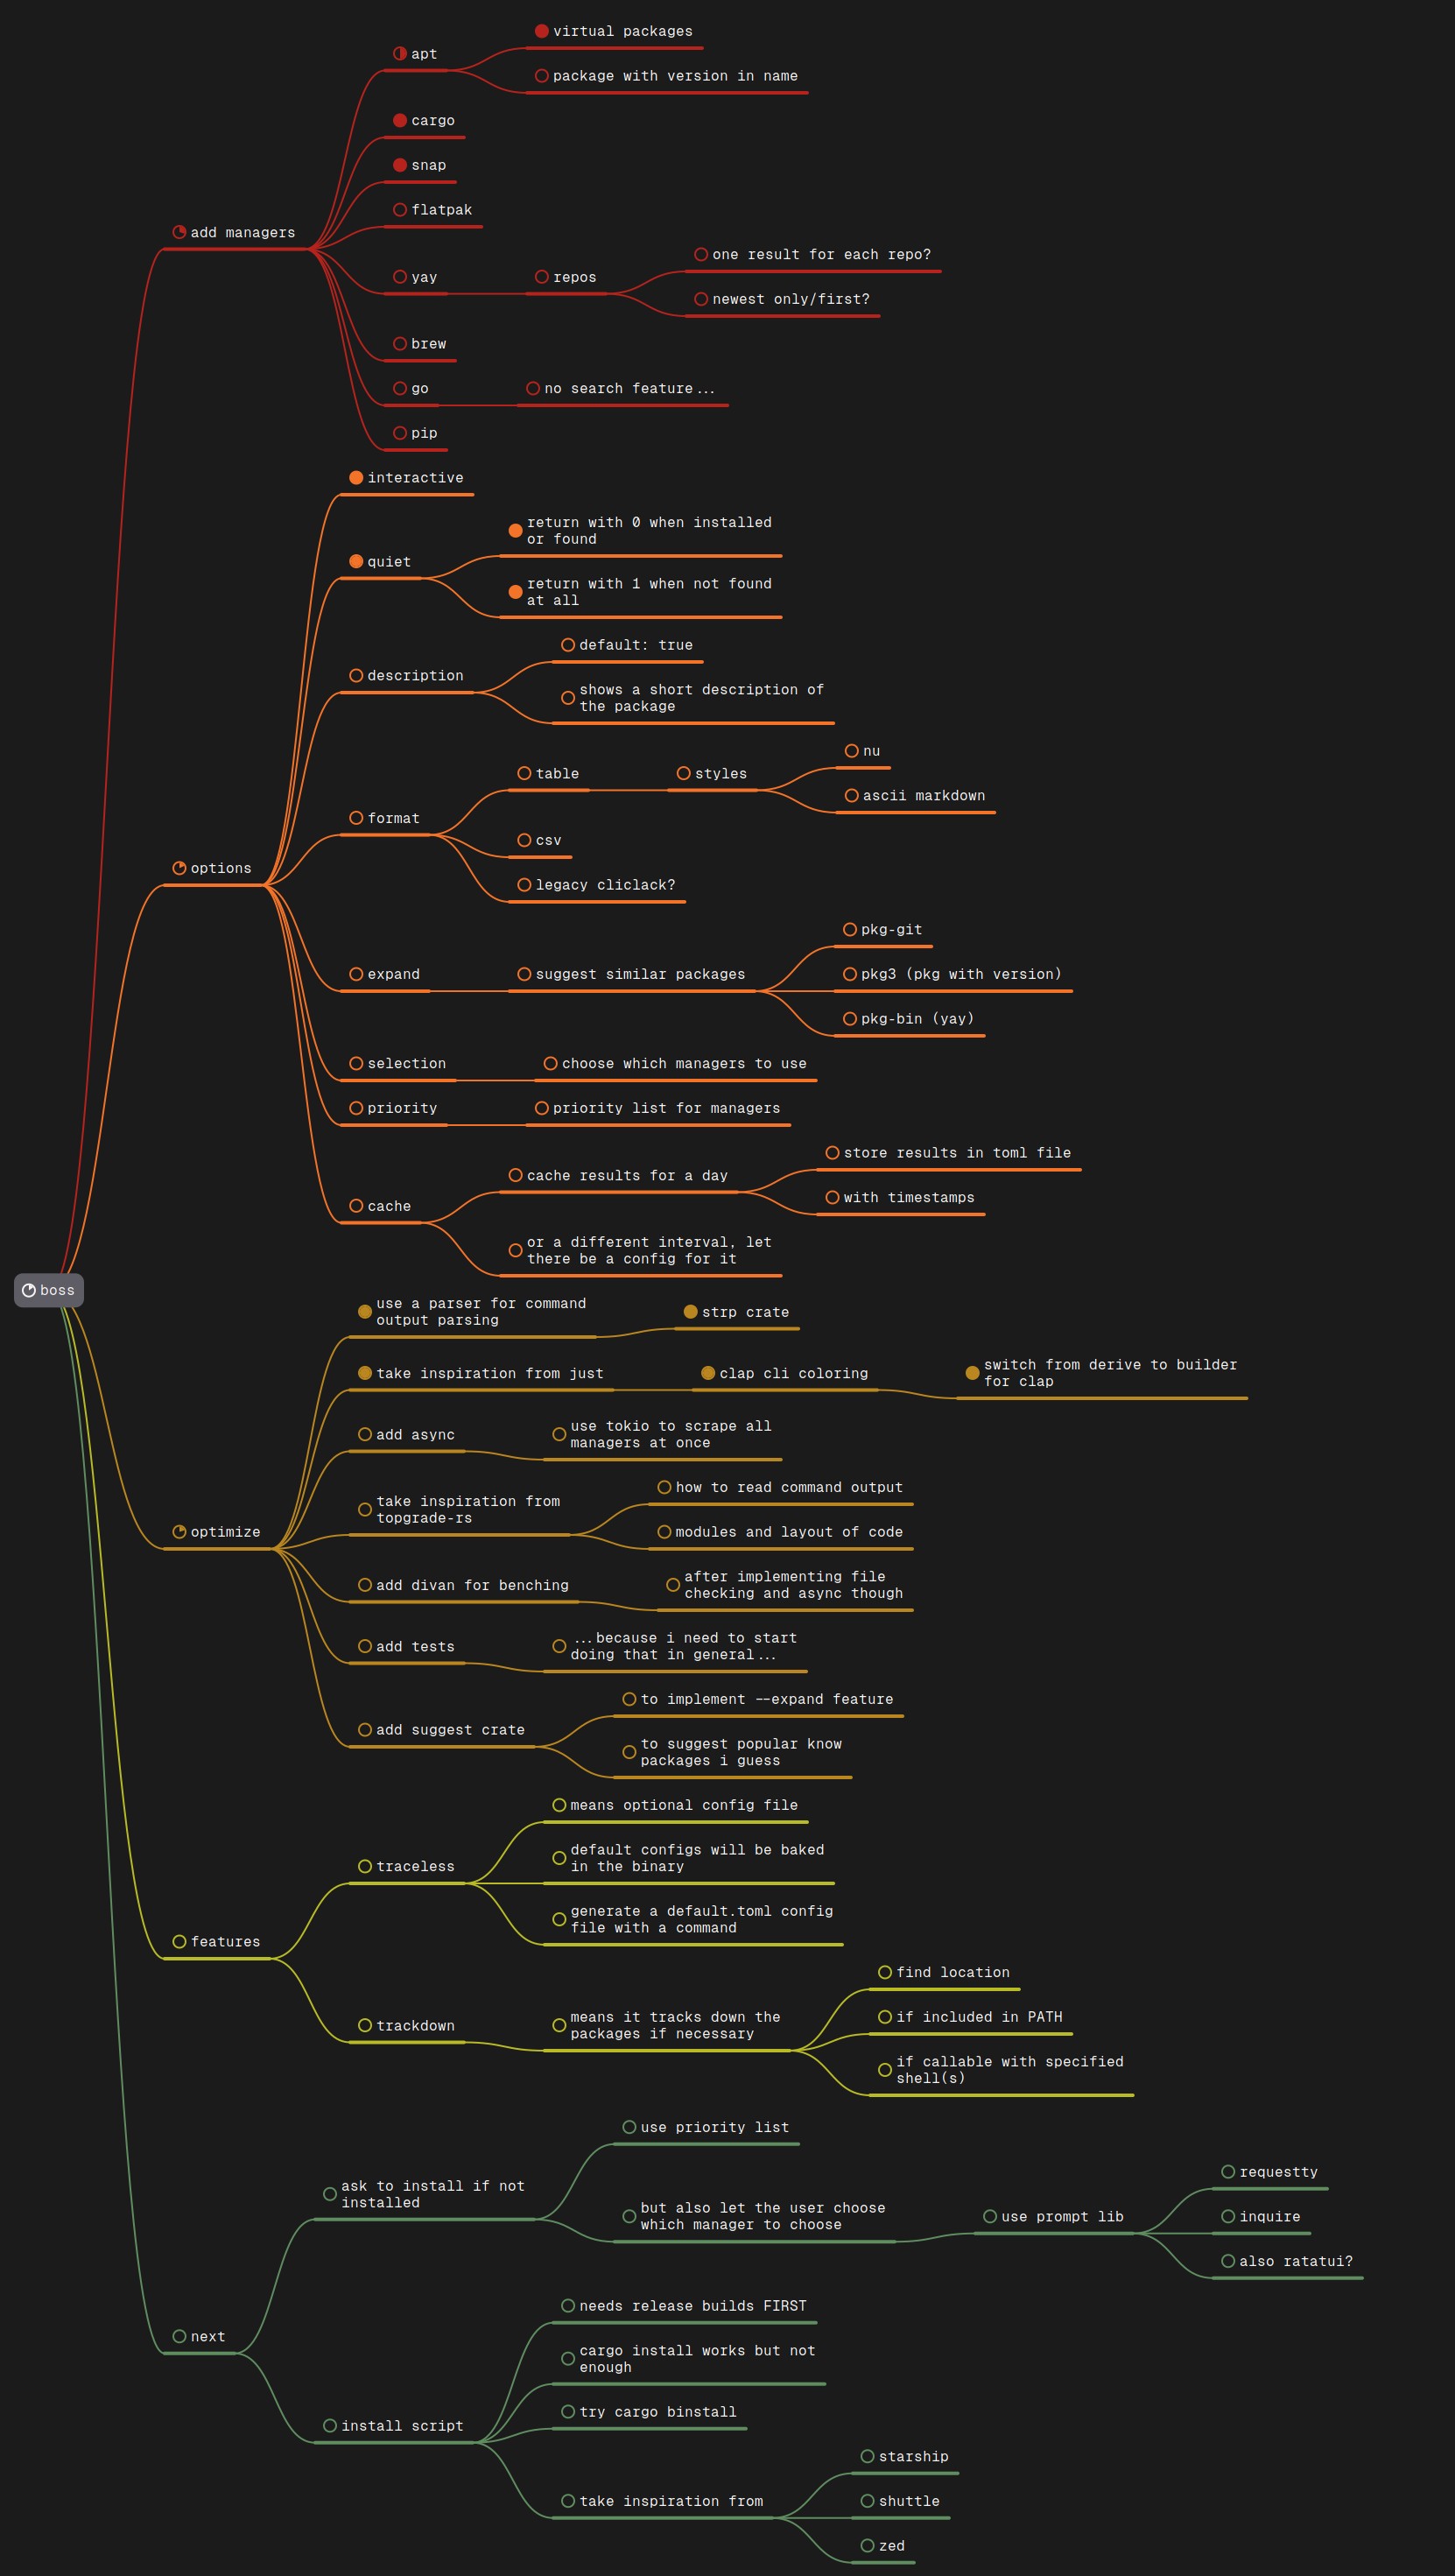 virtual packages
apt
package with version in name
cargo
snap
flatpak
add managers
one result for each repo?
yay
repos
newest only/first?
brew
go
no search feature...
pip
interactive
return with 0 when installed
or found
quiet
return with 1 when not found
at all
default: true
description
shows a short description of
the package
nu
table
styles
ascii markdown
format
csv
options
legacy cliclack?
pkg-git
expand
suggest similar packages
pkg3 (pkg with version)
pkg-bin (yay)
selection
choose which managers to use
priority
priority list for managers
store results in toml file
cache results for a day
with timestamps
cache
or a different interval, let
there be a config for it
boss
use a parser for command
output parsing
strp crate
take inspiration from just
clap cli coloring
switch from derive to builder
for clap
add async
use tokio to scrape all
managers at once
how to read command output
take inspiration from
topgrade-rs
optimize
modules and layout of code
add divan for benching
after implementing file
checking and async though
add tests
...because i need to start
doing that in general...
to implement --expand feature
add suggest crate
to suggest popular know
packages i guess
means optional config file
traceless
default configs will be baked
in the binary
generate a default.toml config
file with a command
features
find location
trackdown
means it tracks down the
packages if necessary
if included in PATH
if callable with specified
shell(s)
use priority list
ask to install if not
installed
requestty
but also let the user choose
which manager to choose
use prompt lib
inquire
also ratatui?
next
needs release builds FIRST
cargo install works but not
enough
install script
try cargo binstall
starship
take inspiration from
shuttle
zed